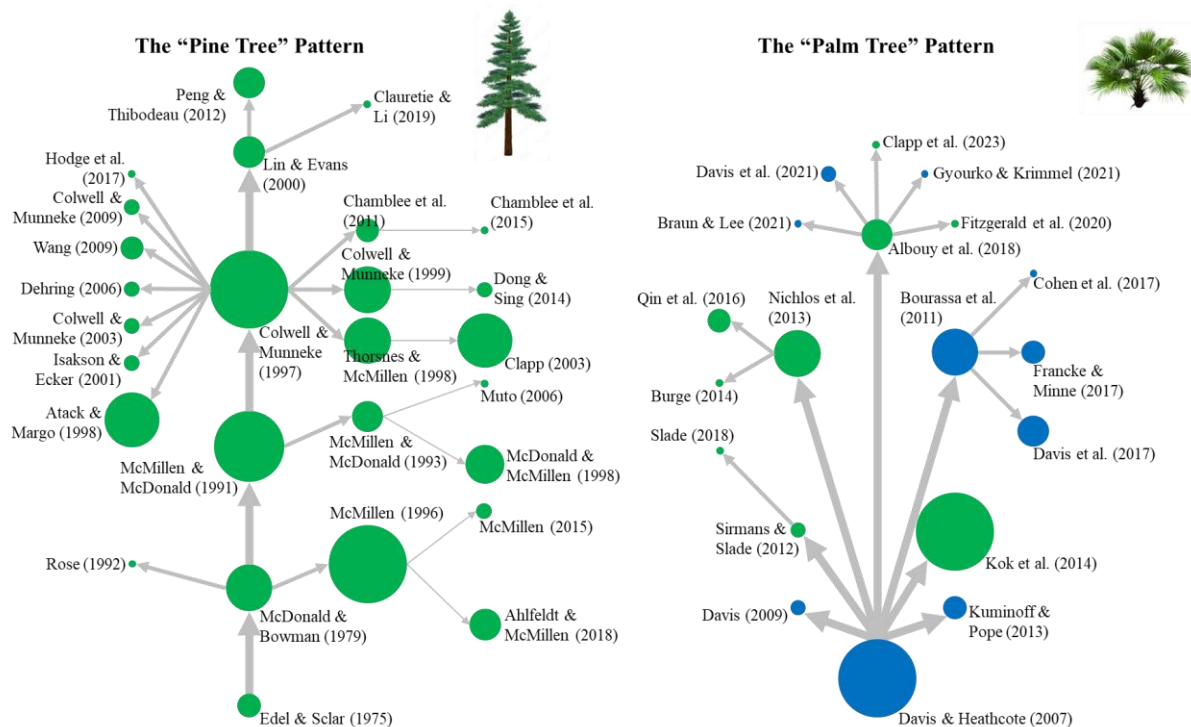 The “Pine Tree” Pattern
Peng &
Thibodeau
(2012)
Clauretie &
Li (2019)
Lin & Evans
(2000)
Hodge et al.
(2017)
Colwell &
Munneke
(2009)
Wang (2009)
Dehring (2006)
Colwell &
Munneke
(2003)
Isakson &
Ecker (2001)
Atack &
Margo (1998)
Chamblee et al.
(2011)
Chamblee et al.
(2015)
Colwell &
Munneke (1999)
Dong &
Sing (2014)
Colwell &
Munneke
(1997)
Thorsnes &
McMillen (1998)
Clapp (2003)
Muto (2006)
McMillen &
McDonald (1991)
McMillen &
McDonald (1993)
McDonald &
McMillen (1998)
McMillen (1996)
McMillen (2015)
Rose (1992)
McDonald &
Bowman (1979)
Ahlfeldt &
McMillen (2018)
Edel & Sclar (1975)
The “Palm Tree” Pattern
Clapp et al. (2023)
Davis et al. (2021)
Gyourko & Krimmel (2021)
Braun & Lee (2021)
Fitzgerald et al. (2020)
Albouy et al. (2018)
Qin et al. (2016)
Nichlos et al.
(2013)
Bourassa et al.
(2011)
Cohen et al. (2017)
Francke &
Minne (2017)
Burge (2014)
Davis et al.
(2017)
Slade (2018)
Sirmans &
Slade (2012)
Kok et al. (2014)
Davis (2009)
Kuminoff &
Pope (2013)
Davis & Heathcote (2007)